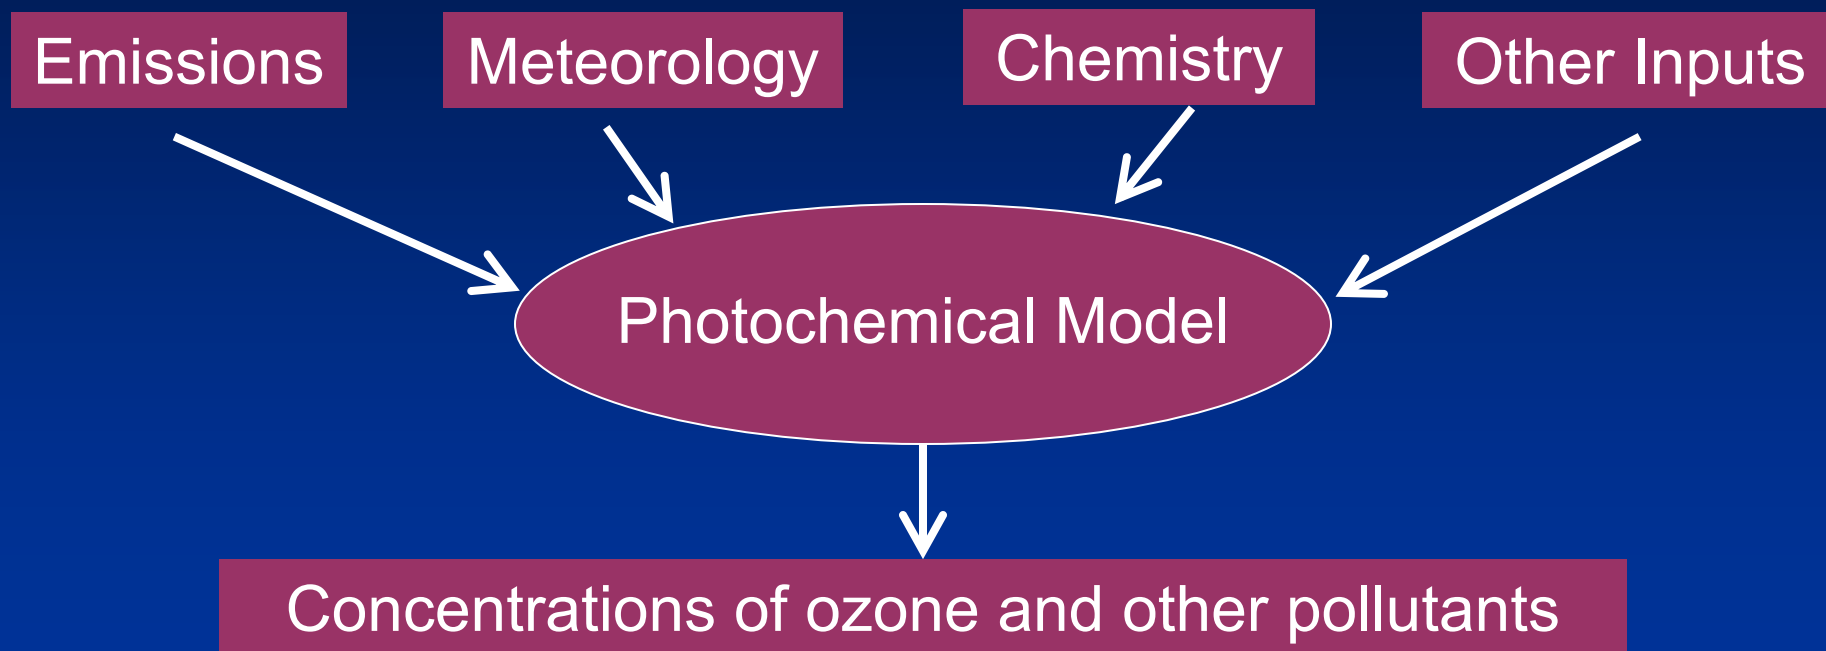 Emissions
Meteorology
Chemistry
Other Inputs
Photochemical Model
Concentrations of ozone and other pollutants